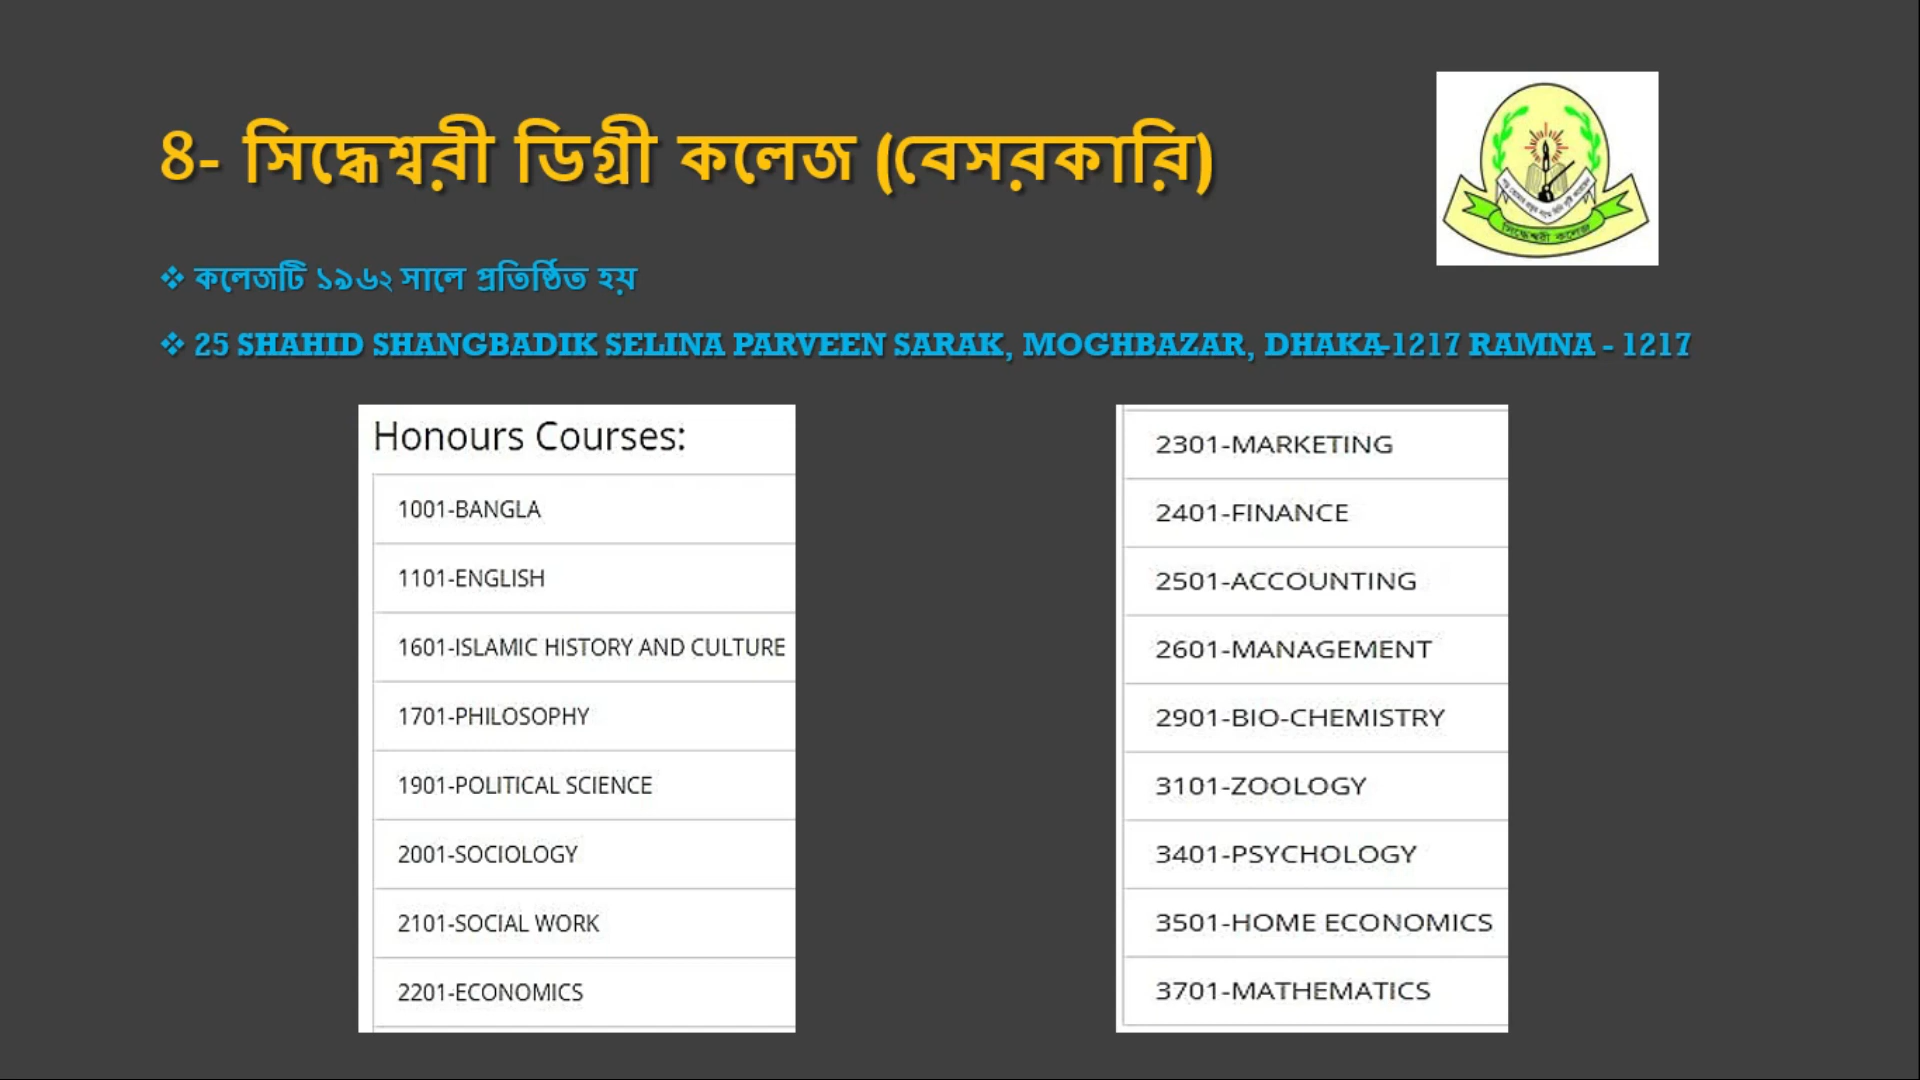 8- সিদ্ধেশ্বরী ডিগ্রী কলেজ (বেসরকারি)
সিদ্ধেশ্বরী কলেজ
❖ কলেজটি ১৯৬২ সালে প্রতিষ্ঠিত হয়
❖ 25 SHAHID SHANGBADIK SELINA PARVEEN SARAK, MOGHBAZAR, DHAKA-1217 RAMNA - 1217
Honours Courses:
1001-BANGLA
1101-ENGLISH
1601-ISLAMIC HISTORY AND CULTURE
1701-PHILOSOPHY
1901-POLITICAL SCIENCE
2001-SOCIOLOGY
2101-SOCIAL WORK
2201-ECONOMICS
2301-MARKETING
2401-FINANCE
2501-ACCOUNTING
2601-MANAGEMENT
2901-BIO-CHEMISTRY
3101-ZOOLOGY
3401-PSYCHOLOGY
3501-HOME ECONOMICS
3701-MATHEMATICS